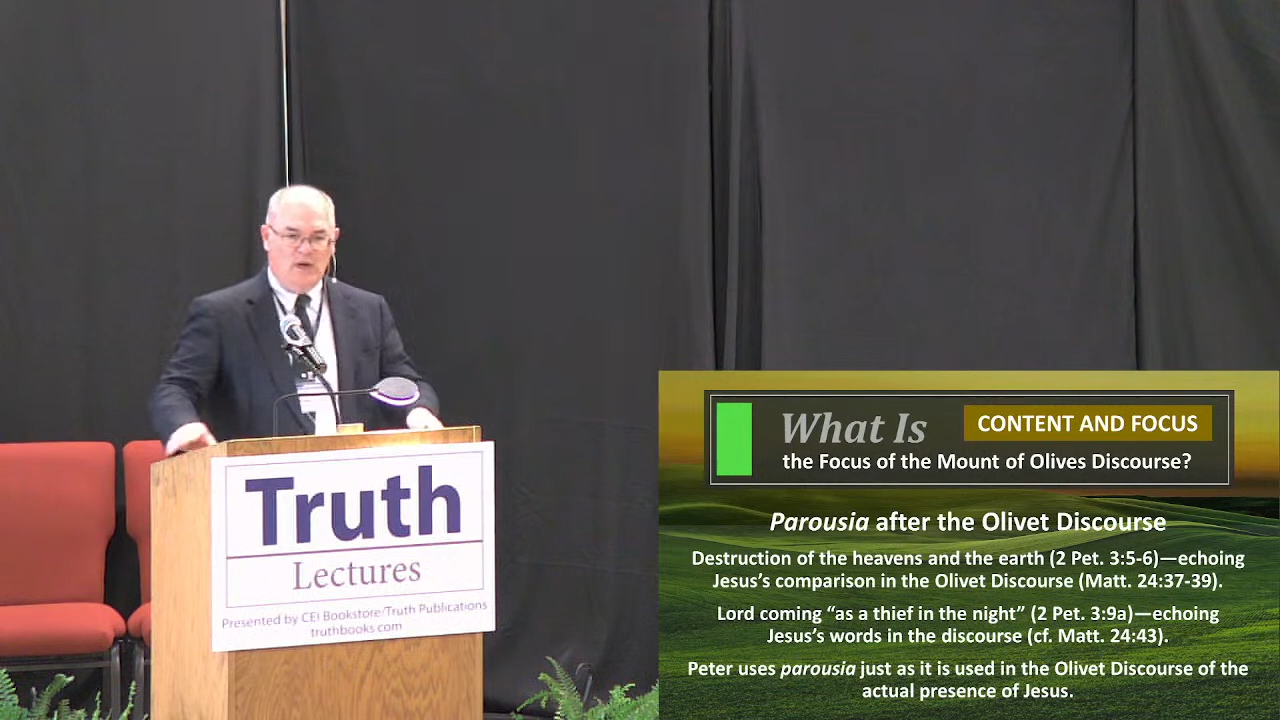 Truth
Lectures
Presented by CEI Bookstore/Truth Publications
truthbooks.com
What Is
CONTENT AND FOCUS
the Focus of the Mount of Olives Discourse?
Parousia after the Olivet Discourse
Destruction of the heavens and the earth (2 Pet. 3:5-6)—echoing
Jesus's comparison in the Olivet Discourse (Matt. 24:37-39).
Lord coming “as a thief in the night” (2 Pet. 3:9a)—echoing
Jesus's words in the discourse (cf. Matt. 24:43).
Peter uses parousia just as it is used in the Olivet Discourse of the
actual presence of Jesus.